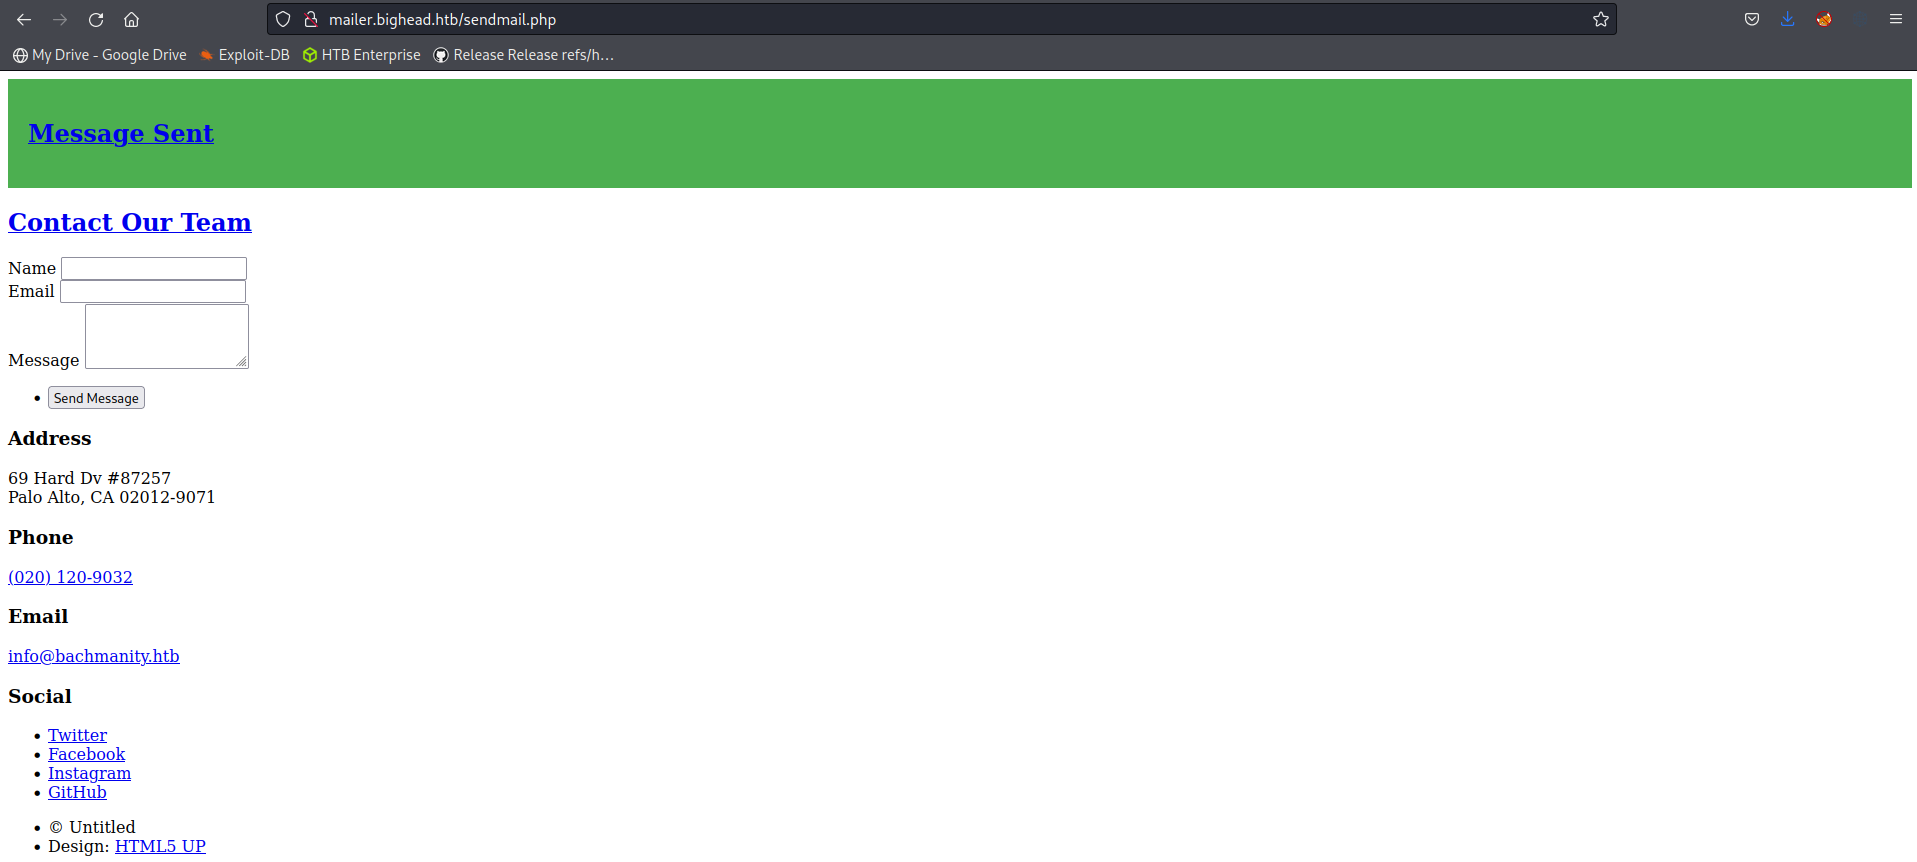 mailer.bighead.htb/sendmail.php
My Drive - Google Drive Exploit-DB HTB Enterprise Release Release refs/h…
Message Sent
Contact Our Team
Name
Email
Message
Send Message
Address
69 Hard Dv #87257
Palo Alto, CA 02012-9071
Phone
(020) 120-9032
Email
info@bachmanity.htb
Social
Twitter
Facebook
Instagram
GitHub
© Untitled
Design: HTML5 UP